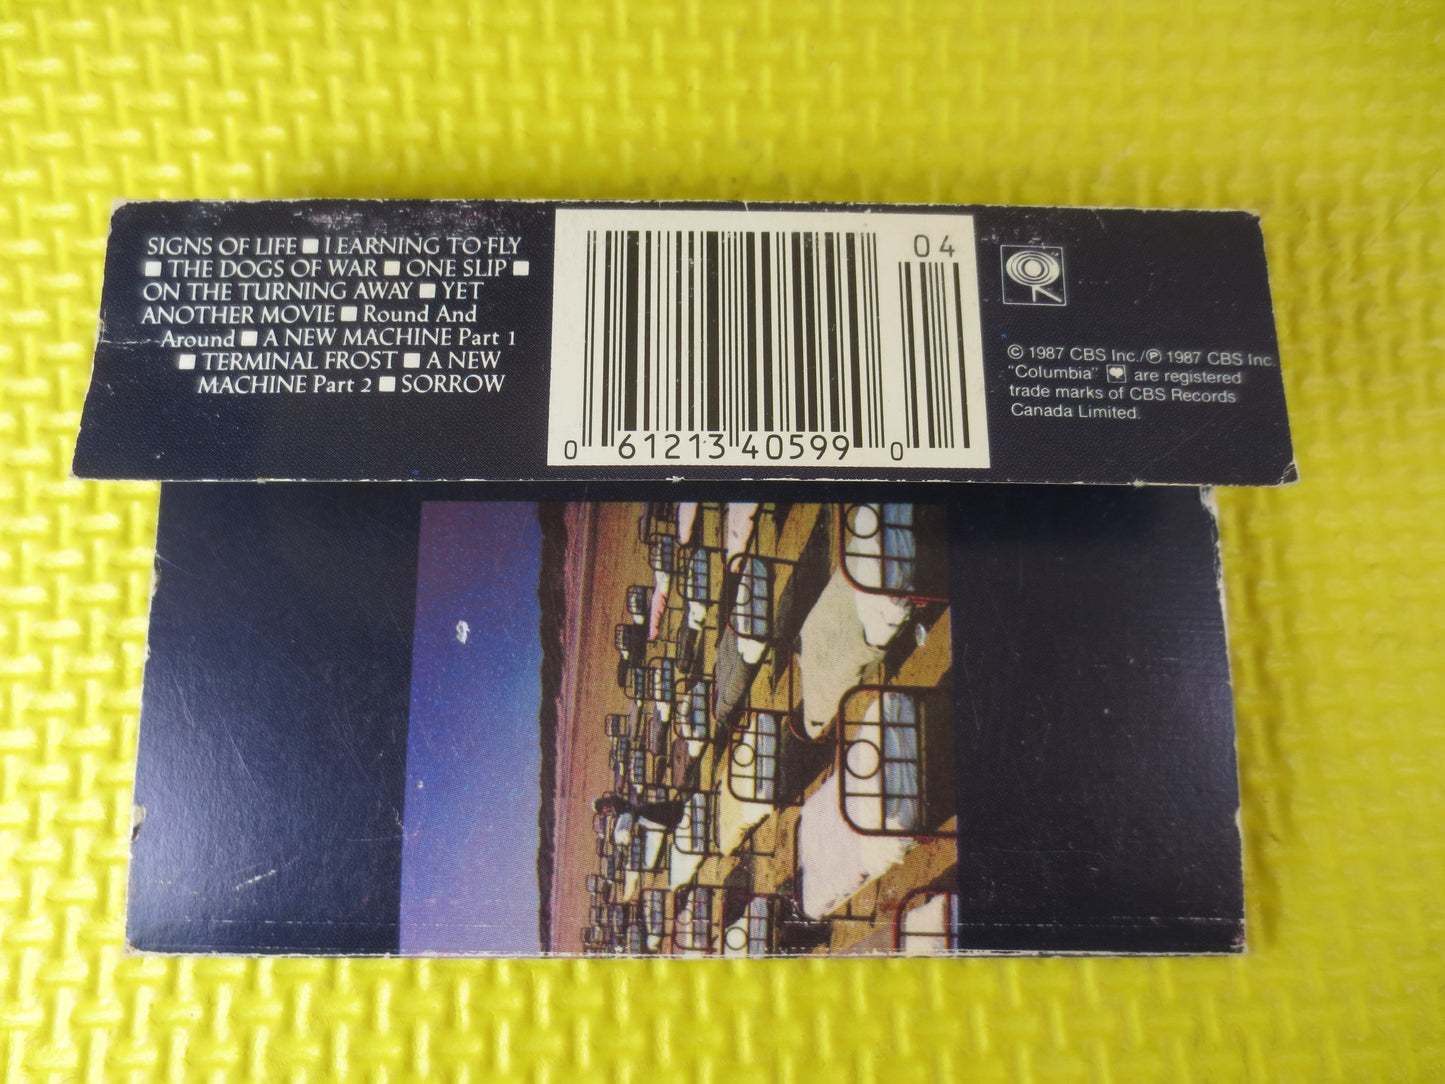 SIGNS OF LIFE ■ LEARNING TO FLY
■ THE DOGS OF WAR ■ ONE SLIP ■
ON THE TURNING AWAY ■ YET
ANOTHER MOVIE ■ Round And
Around ■ A NEW MACHINE Part 1
■ TERMINAL FROST ■ A NEW
MACHINE Part 2 ■ SORROW
04
0 61213 40599 0
© 1987 CBS Inc./℗ 1987 CBS Inc.
"Columbia" are registered
trade marks of CBS Records
Canada Limited.